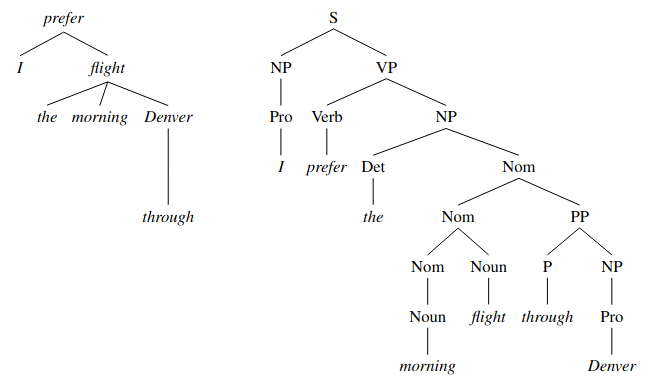 prefer S
I flight NP VP
the morning Denver Pro Verb NP
I prefer Det Nom
through the Nom PP
Nom Noun P NP
Noun flight through Pro
morning Denver